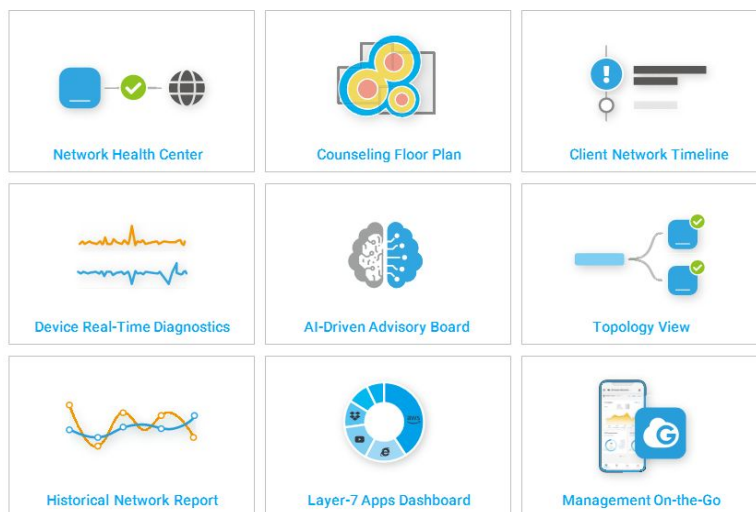 Network Health Center
Counseling Floor Plan
Client Network Timeline
Device Real-Time Diagnostics
AI-Driven Advisory Board
Topology View
aws
Historical Network Report
Layer-7 Apps Dashboard
Management On-the-Go